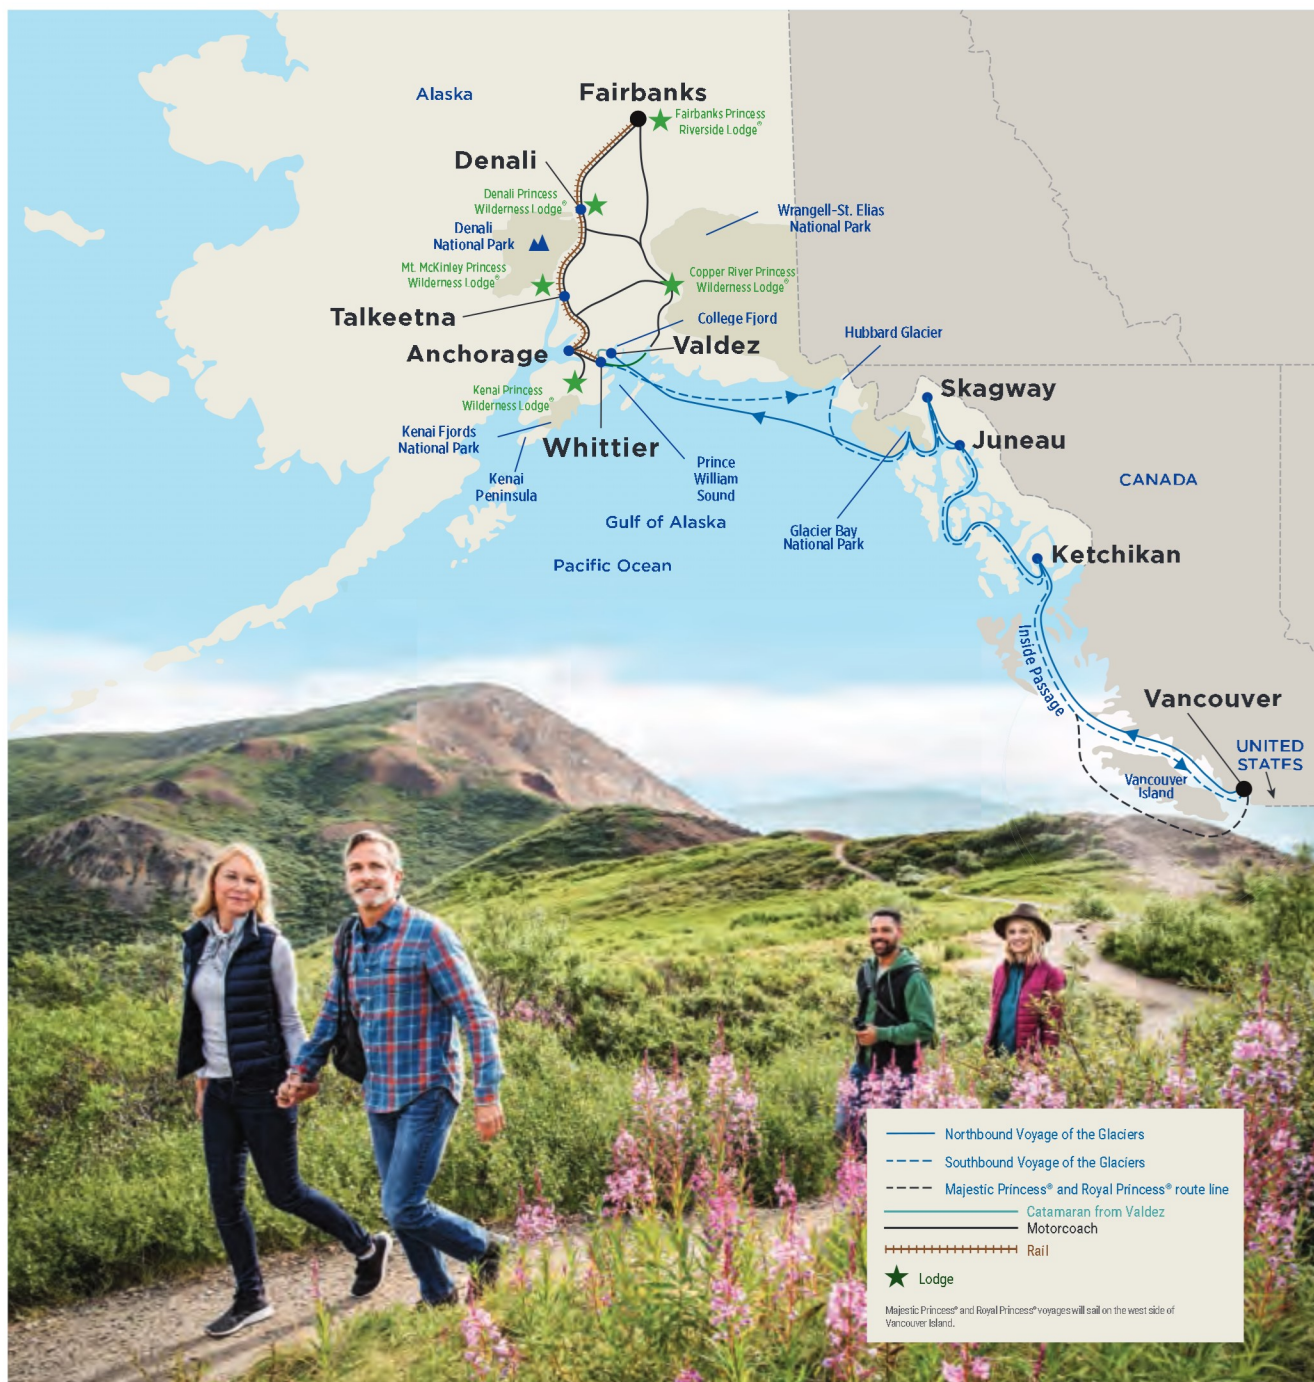 Alaska
Fairbanks
Fairbanks Princess
Riverside Lodge®
Denali
Denali Princess
Wilderness Lodge®
Denali
National Park
Wrangell-St. Elias
National Park
Mt. McKinley Princess
Wilderness Lodge®
Copper River Princess
Wilderness Lodge®
Talkeetna
College Fjord
Hubbard Glacier
Anchorage
Valdez
Kenai Princess
Wilderness Lodge®
Skagway
Kenai Fjords
National Park
Whittier
Juneau
Kenai
Peninsula
Prince
William
Sound
CANADA
Gulf of Alaska
Glacier Bay
National Park
Pacific Ocean
Ketchikan
Inside Passage
Vancouver
UNITED
STATES
Vancouver
Island
Northbound Voyage of the Glaciers
Southbound Voyage of the Glaciers
Majestic Princess® and Royal Princess® route line
Catamaran from Valdez
Motorcoach
Rail
Lodge
Majestic Princess® and Royal Princess® voyages will sail on the west side of
Vancouver Island.